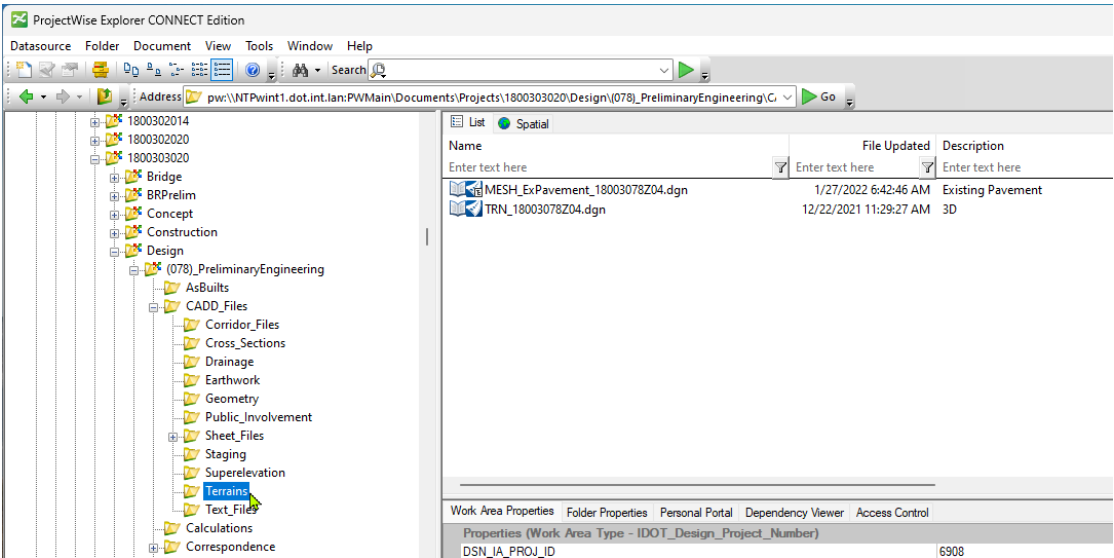 ProjectWise Explorer CONNECT Edition
Datasource Folder Document View Tools Window Help
Search
Address pw:\\NTPwint1.dot.int.lan:PWMain\Documents\Projects\1800303020\Design\(078)_PreliminaryEngineering\C Go
1800302014
1800302020
1800303020
Bridge
BRPrelim
Concept
Construction
Design
(078)_PreliminaryEngineering
AsBuilts
CADD_Files
Corridor_Files
Cross_Sections
Drainage
Earthwork
Geometry
Public_Involvement
Sheet_Files
Staging
Superelevation
Terrains
Text_Files
Calculations
Correspondence
List Spatial
Name File Updated Description
Enter text here Enter text here Enter text here
MESH_ExPavement_18003078Z04.dgn 1/27/2022 6:42:46 AM Existing Pavement
TRN_18003078Z04.dgn 12/22/2021 11:29:27 AM 3D
Work Area Properties Folder Properties Personal Portal Dependency Viewer Access Control
Properties (Work Area Type - IDOT_Design_Project_Number)
DSN_IA_PROJ_ID 6908